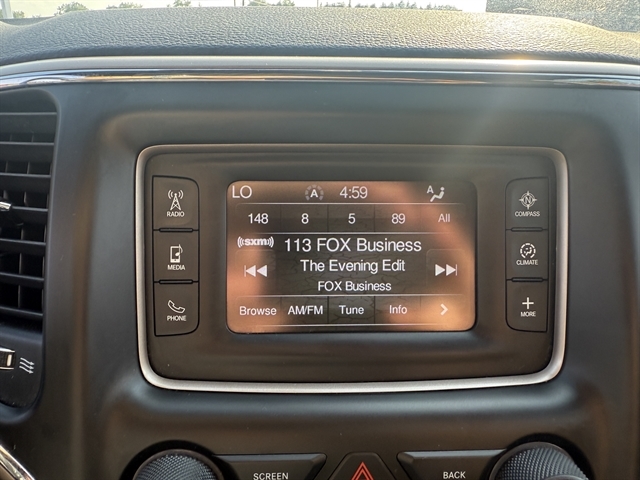 LO A 4:59 A
148 8 5 89 All
((sxm)) 113 FOX Business
The Evening Edit
FOX Business
Browse AM/FM Tune Info
RADIO
MEDIA
PHONE
N
COMPASS
CLIMATE
MORE
SCREEN
BACK